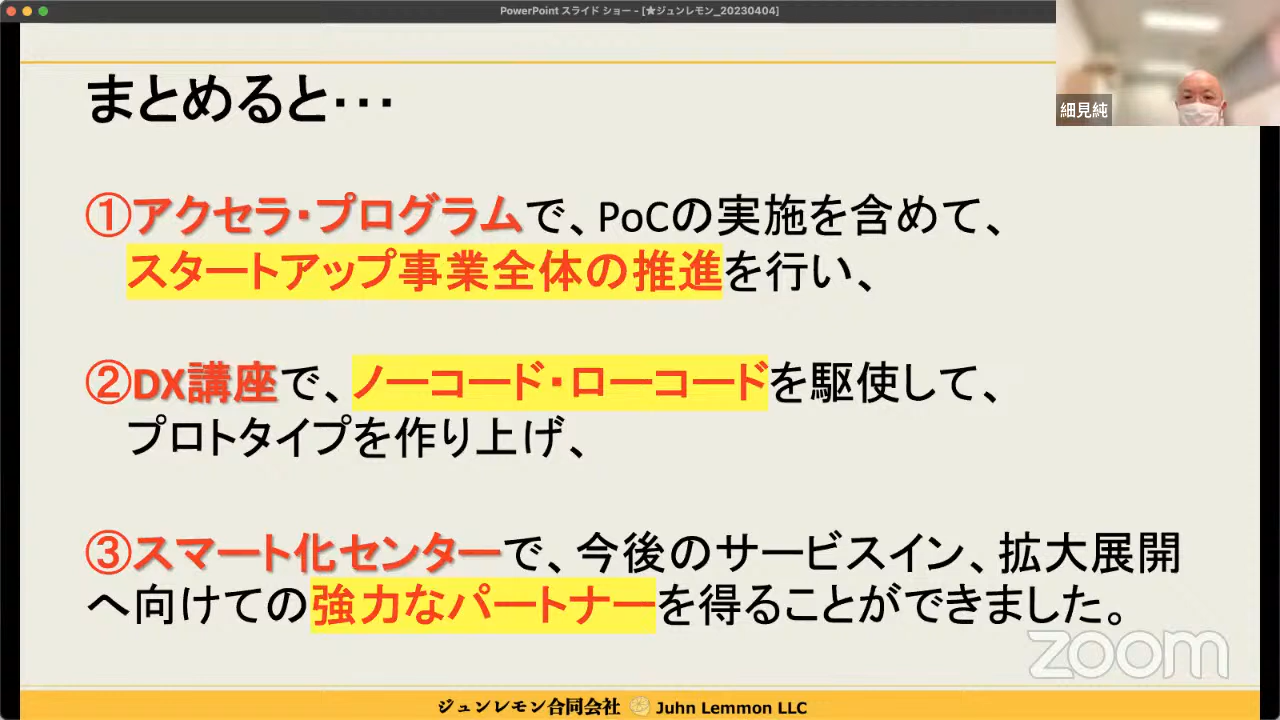 PowerPoint スライド ショー - [★ジュンレモン_20230404]
細見純
まとめると･･･
①アクセラ・プログラムで、PoCの実施を含めて、
スタートアップ事業全体の推進を行い、
②DX講座で、ノーコード・ローコードを駆使して、
プロトタイプを作り上げ、
③スマート化センターで、今後のサービスイン、拡大展開
へ向けての強力なパートナーを得ることができました。
zoom
ジュンレモン合同会社 Juhn Lemmon LLC